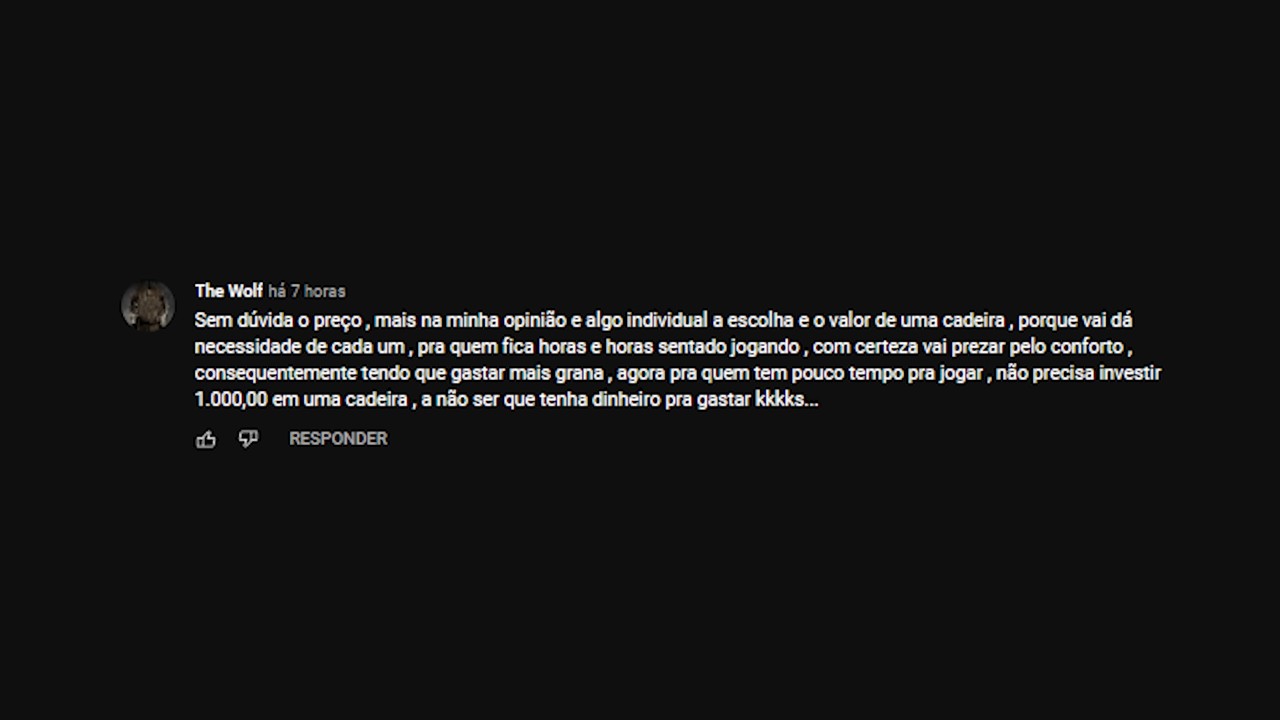 The Wolf há 7 horas
Sem dúvida o preço , mais na minha opinião e algo individual a escolha e o valor de uma cadeira , porque vai dá
necessidade de cada um , pra quem fica horas e horas sentado jogando , com certeza vai prezar pelo conforto ,
consequentemente tendo que gastar mais grana , agora pra quem tem pouco tempo pra jogar , não precisa investir
1.000,00 em uma cadeira , a não ser que tenha dinheiro pra gastar kkkks...
RESPONDER